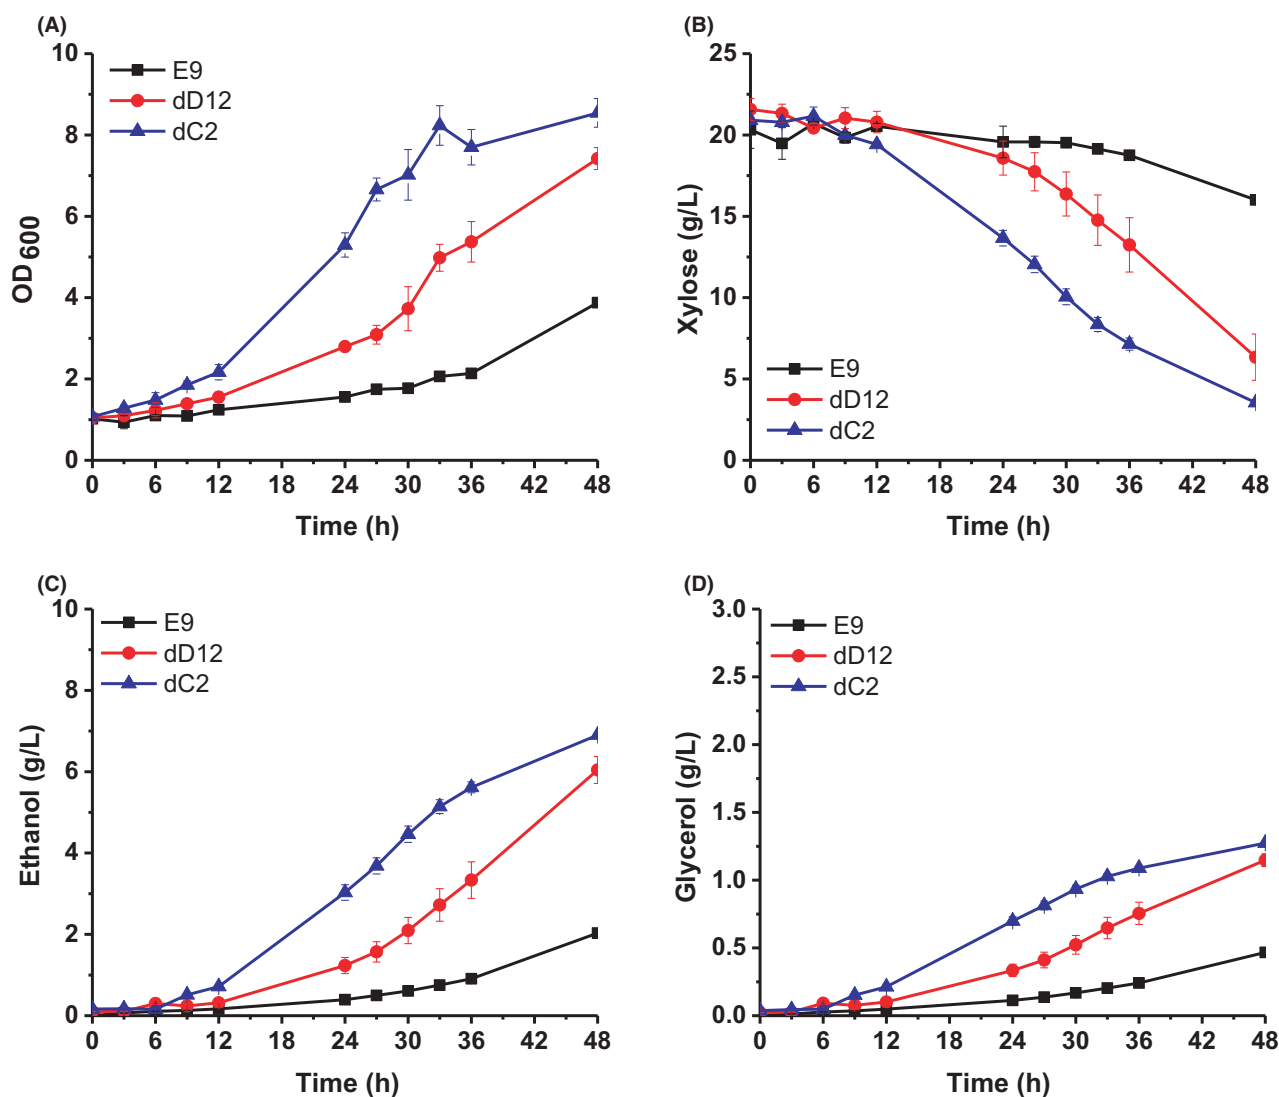 (A)
10
8
6
4
2
0
OD600
E9
dD12
dC2
0 6 12 18 24 30 36 42 48
Time (h)
(B)
25
20
15
10
5
0
Xylose (g/L)
E9
dD12
dC2
0 6 12 18 24 30 36 42 48
Time (h)
(C)
10
8
6
4
2
0
Ethanol (g/L)
E9
dD12
dC2
0 6 12 18 24 30 36 42 48
Time (h)
(D)
3.0
2.5
2.0
1.5
1.0
0.5
0.0
Glycerol (g/L)
E9
dD12
dC2
0 6 12 18 24 30 36 42 48
Time (h)